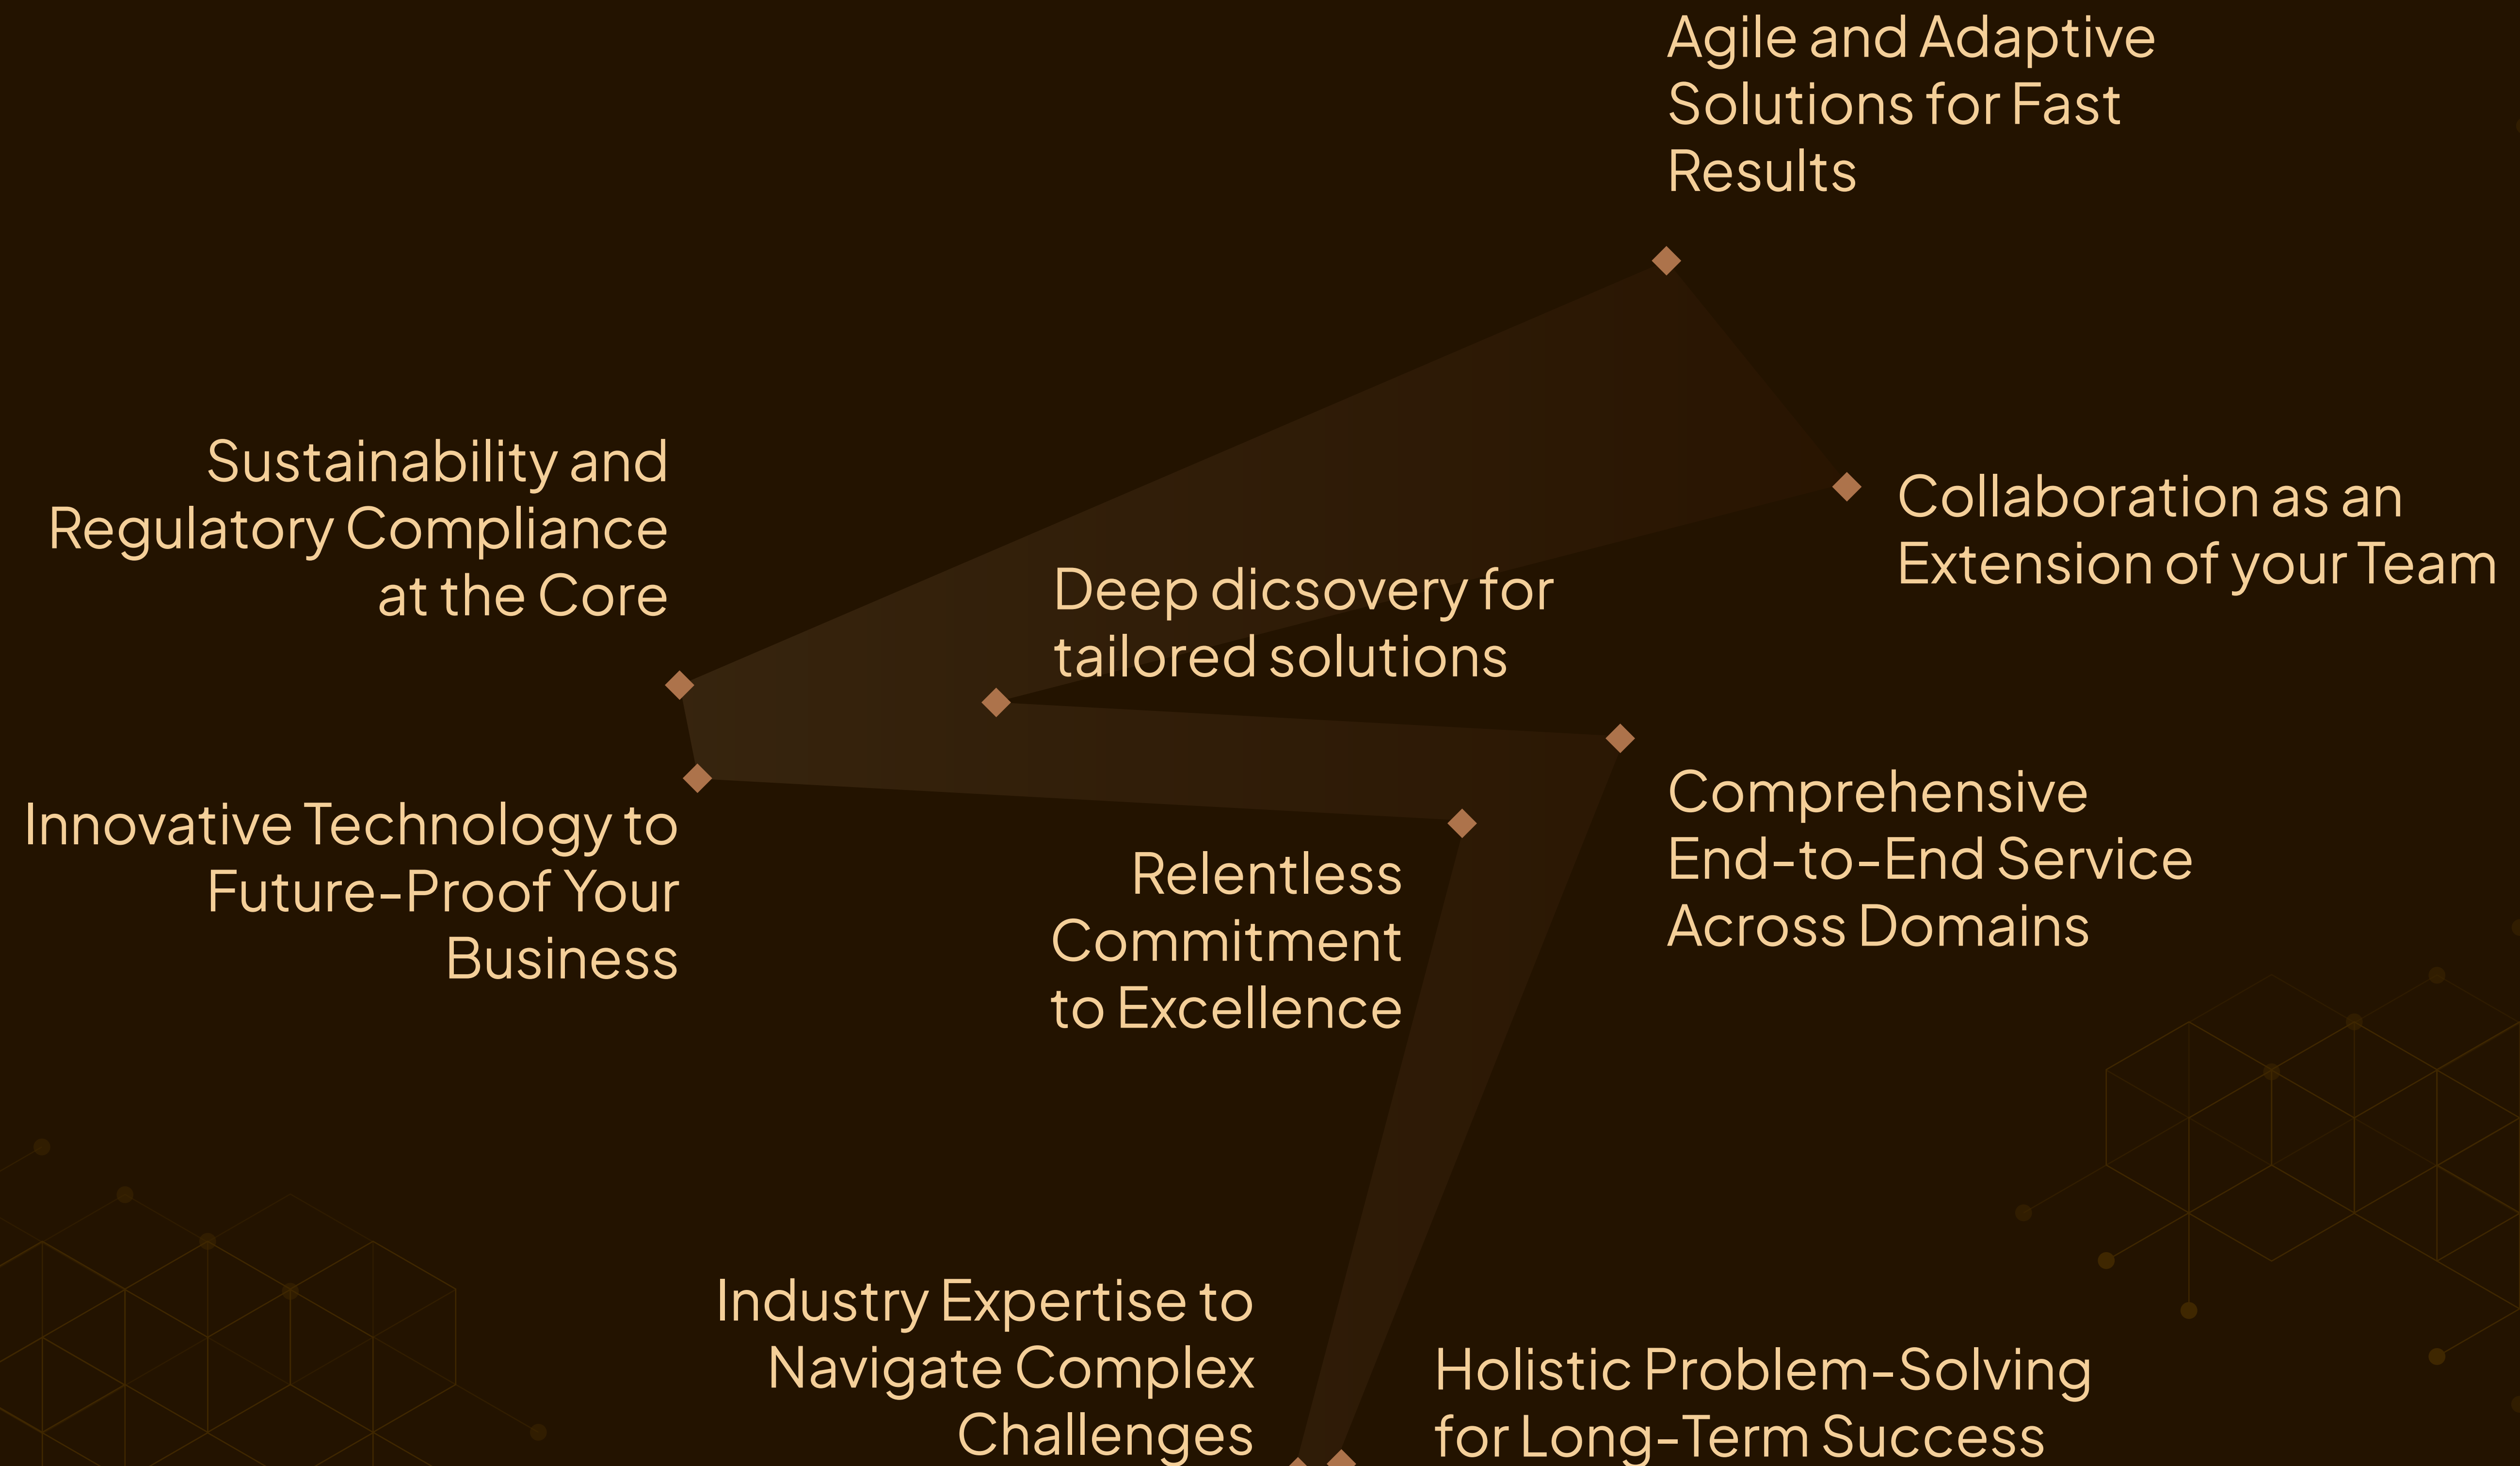 Agile and Adaptive
Solutions for Fast
Results
Sustainability and
Regulatory Compliance
at the Core
Collaboration as an
Extension of your Team
Deep dicsovery for
tailored solutions
Innovative Technology to
Future-Proof Your
Business
Relentless
Commitment
to Excellence
Comprehensive
End-to-End Service
Across Domains
Industry Expertise to
Navigate Complex
Challenges
Holistic Problem-Solving
for Long-Term Success